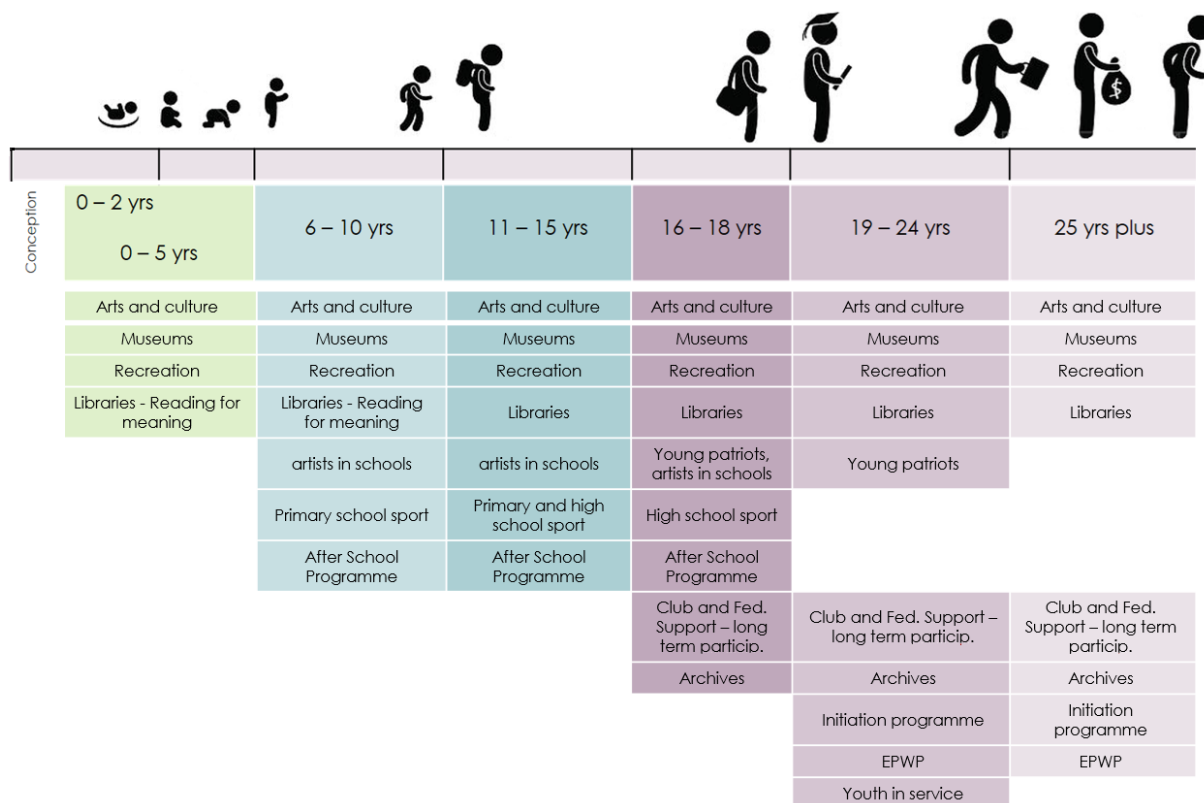 $
Conception
0 – 2 yrs
0 – 5 yrs
6 – 10 yrs
11 – 15 yrs
16 – 18 yrs
19 – 24 yrs
25 yrs plus
Arts and culture
Arts and culture
Arts and culture
Arts and culture
Arts and culture
Arts and culture
Museums
Museums
Museums
Museums
Museums
Museums
Recreation
Recreation
Recreation
Recreation
Recreation
Recreation
Libraries - Reading for
meaning
Libraries - Reading
for meaning
Libraries
Libraries
Libraries
Libraries
artists in schools
artists in schools
Young patriots,
artists in schools
Young patriots
Primary school sport
Primary and high
school sport
High school sport
After School
Programme
After School
Programme
After School
Programme
Club and Fed.
Support – long
term particip.
Club and Fed. Support –
long term particip.
Club and Fed.
Support – long term
particip.
Archives
Archives
Archives
Initiation programme
Initiation
programme
EPWP
EPWP
Youth in service